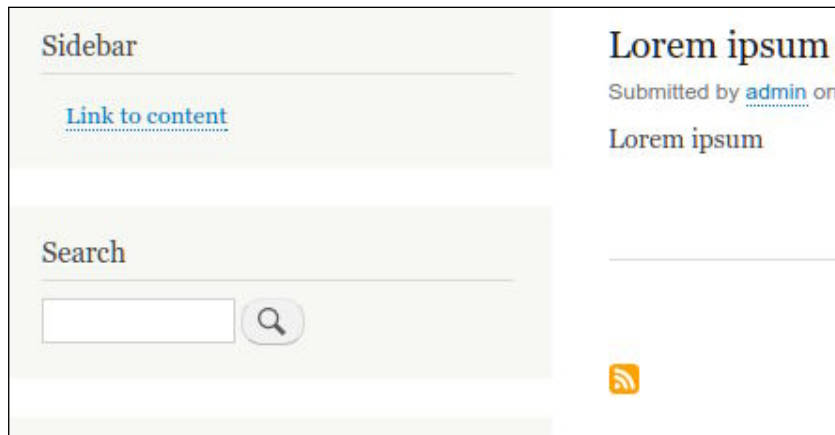 Sidebar
Link to content
Search
Lorem ipsum
Submitted by admin on
Lorem ipsum